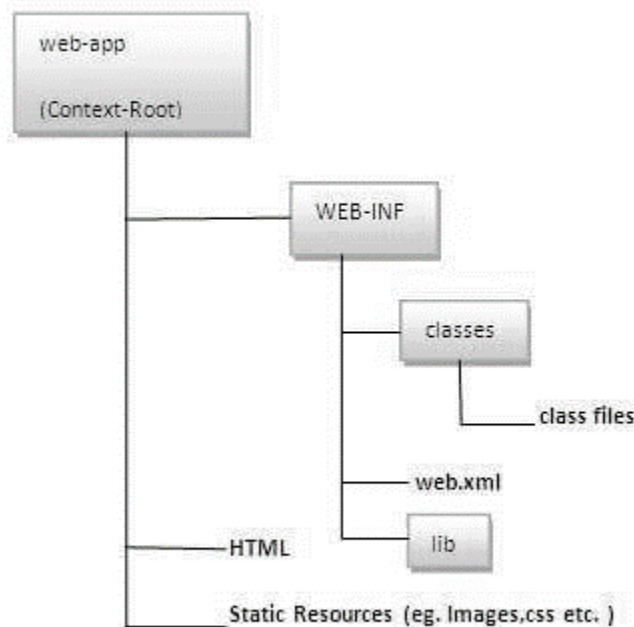 web-app
(Context-Root)
WEB-INF
classes
class files
web.xml
lib
HTML
Static Resources (eg. Images,css etc. )